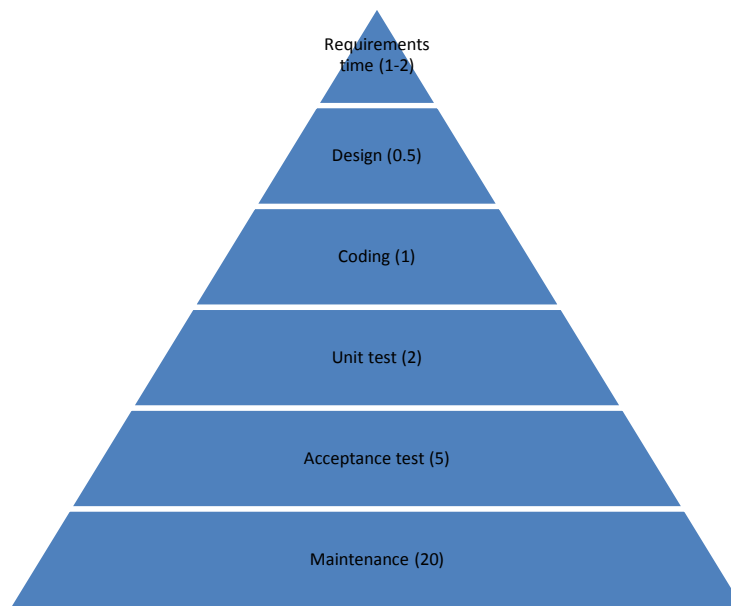 Requirements
time (1-2)
Design (0.5)
Coding (1)
Unit test (2)
Acceptance test (5)
Maintenance (20)